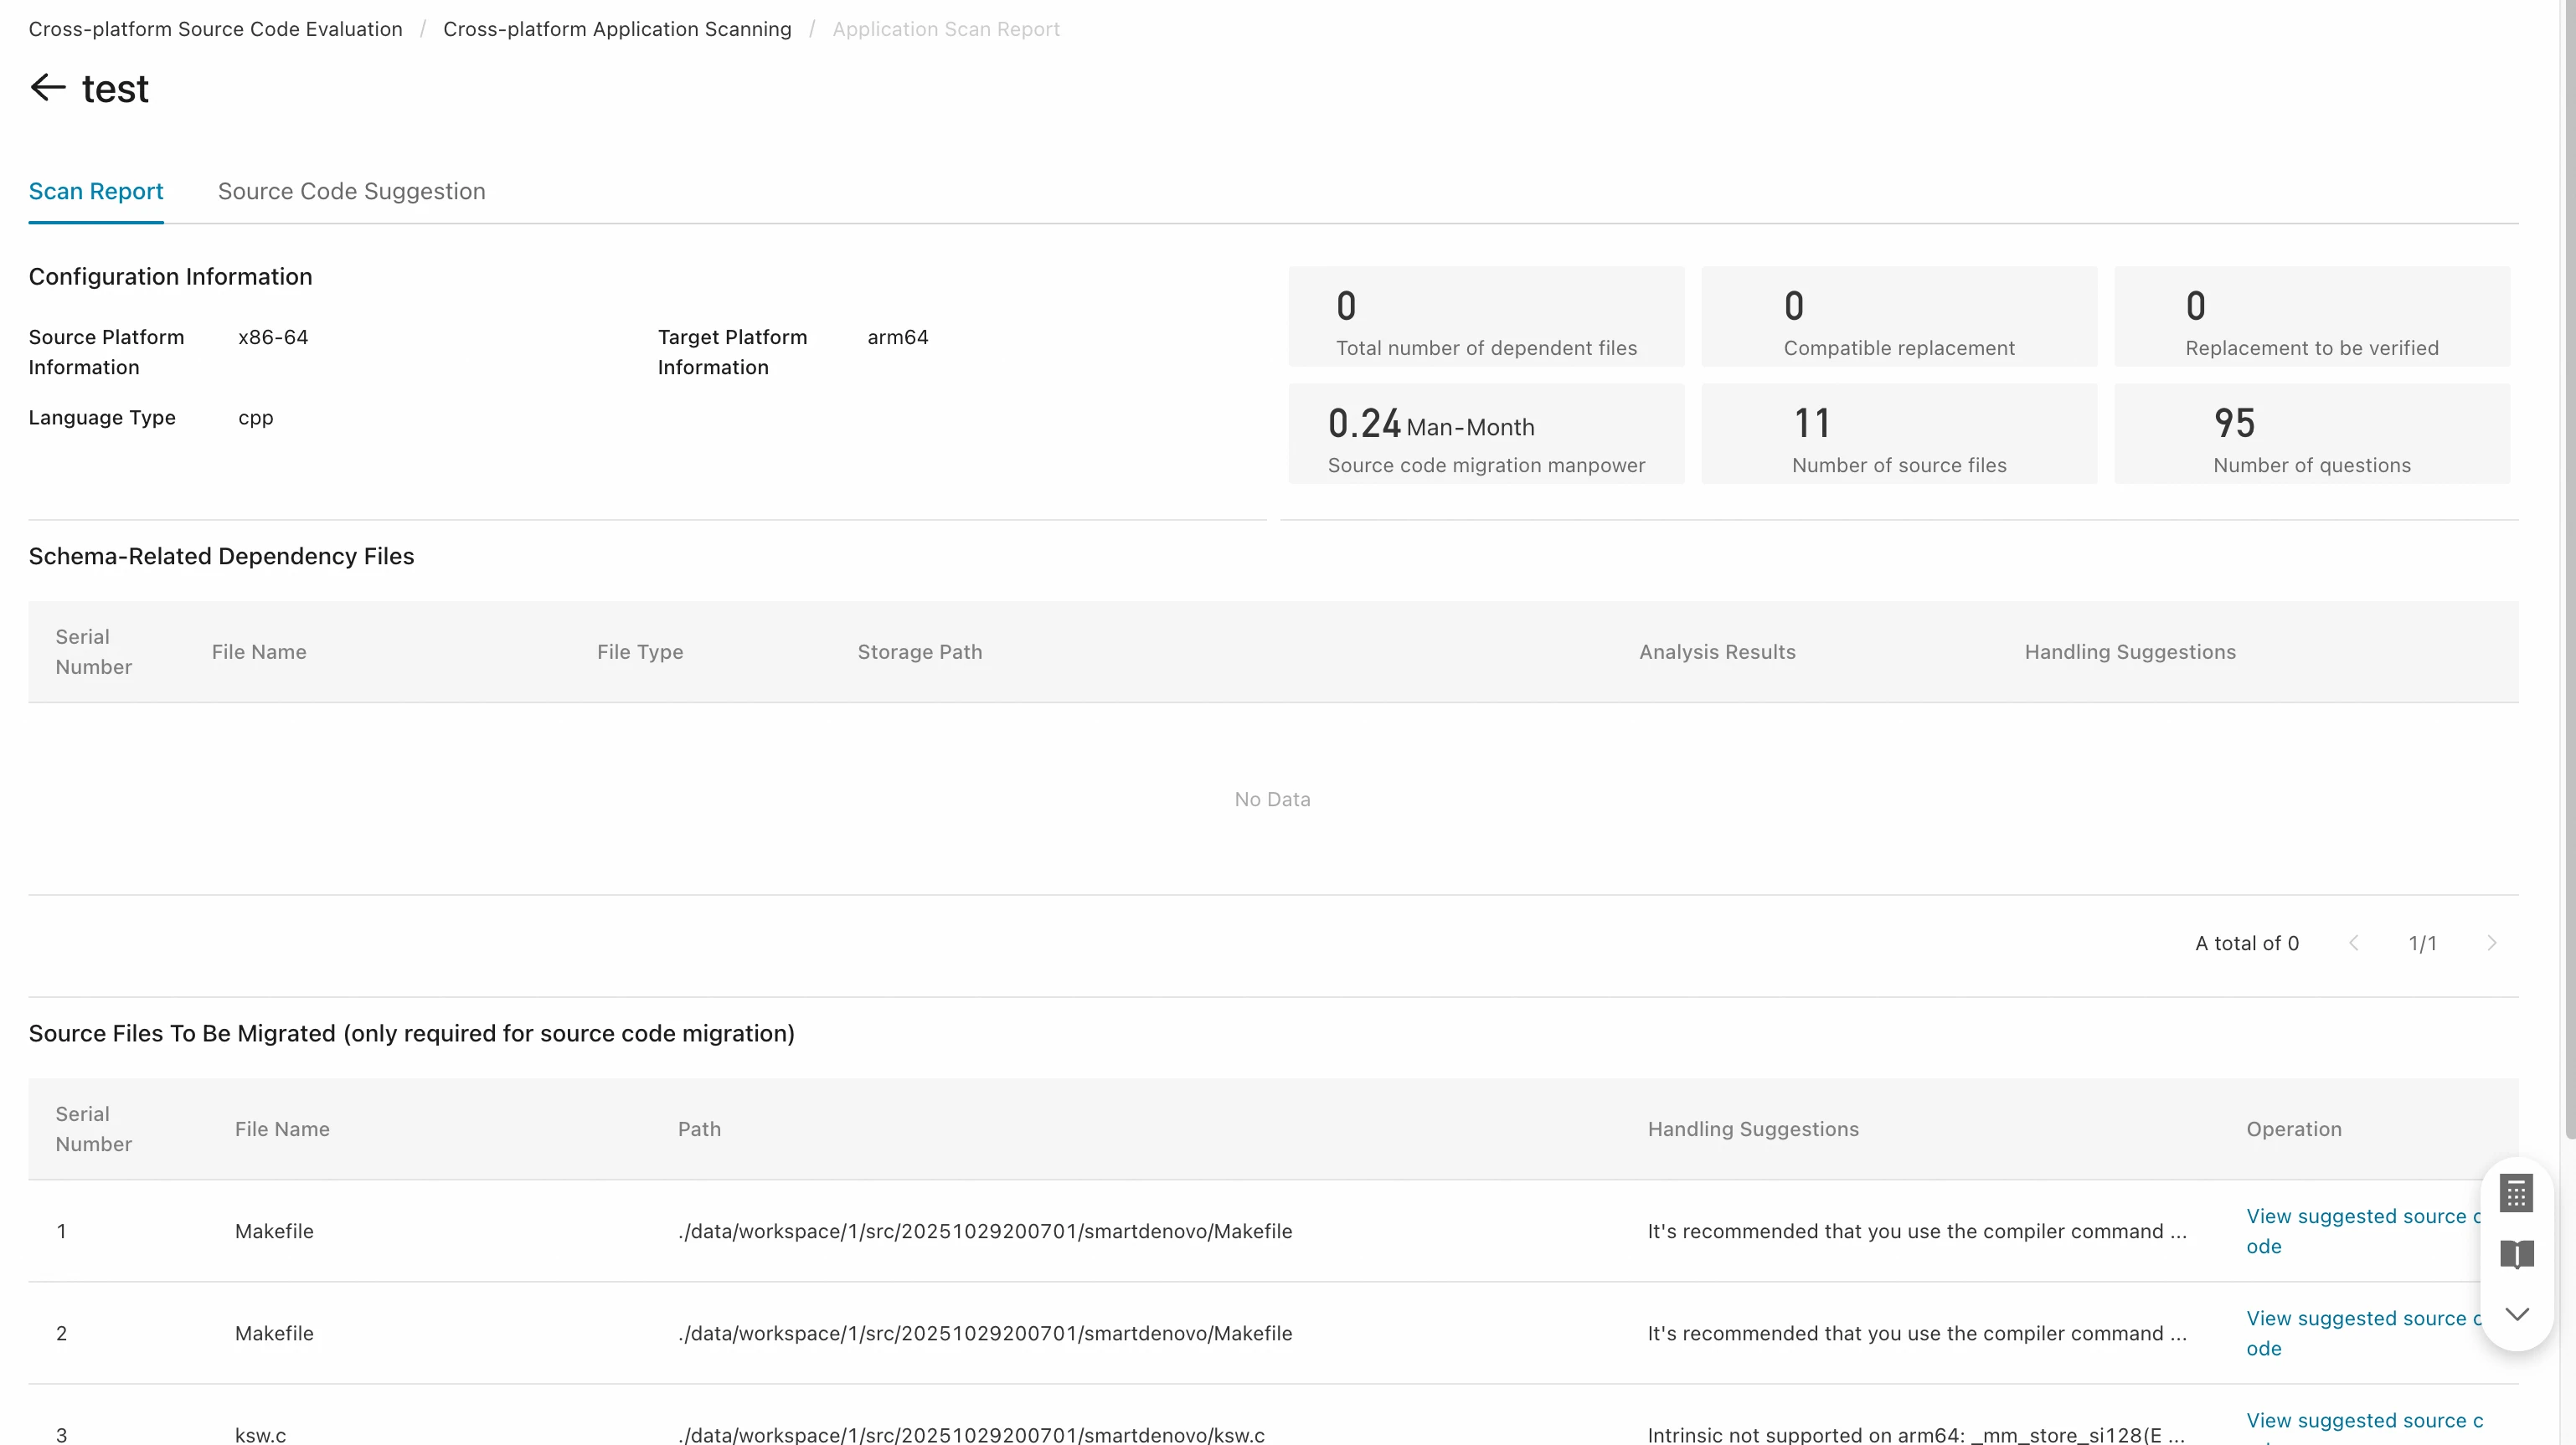 Cross-platform Source Code Evaluation / Cross-platform Application Scanning / Application Scan Report
test
Scan Report
Source Code Suggestion
Configuration Information
Source Platform Information
x86-64
Target Platform Information
arm64
Language Type
cpp
0
Total number of dependent files
0
Compatible replacement
0
Replacement to be verified
0.24 Man-Month
Source code migration manpower
11
Number of source files
95
Number of questions
Schema-Related Dependency Files
Serial Number
File Name
File Type
Storage Path
Analysis Results
Handling Suggestions
No Data
A total of 0
1/1
Source Files To Be Migrated (only required for source code migration)
Serial Number
File Name
Path
Handling Suggestions
Operation
1
Makefile
./data/workspace/1/src/20251029200701/smartdenovo/Makefile
It's recommended that you use the compiler command ...
View suggested source c
ode
2
Makefile
./data/workspace/1/src/20251029200701/smartdenovo/Makefile
It's recommended that you use the compiler command ...
View suggested source c
ode
3
ksw.c
./data/workspace/1/src/20251029200701/smartdenovo/ksw.c
Intrinsic not supported on arm64: _mm_store_si128(E ...
View suggested source c